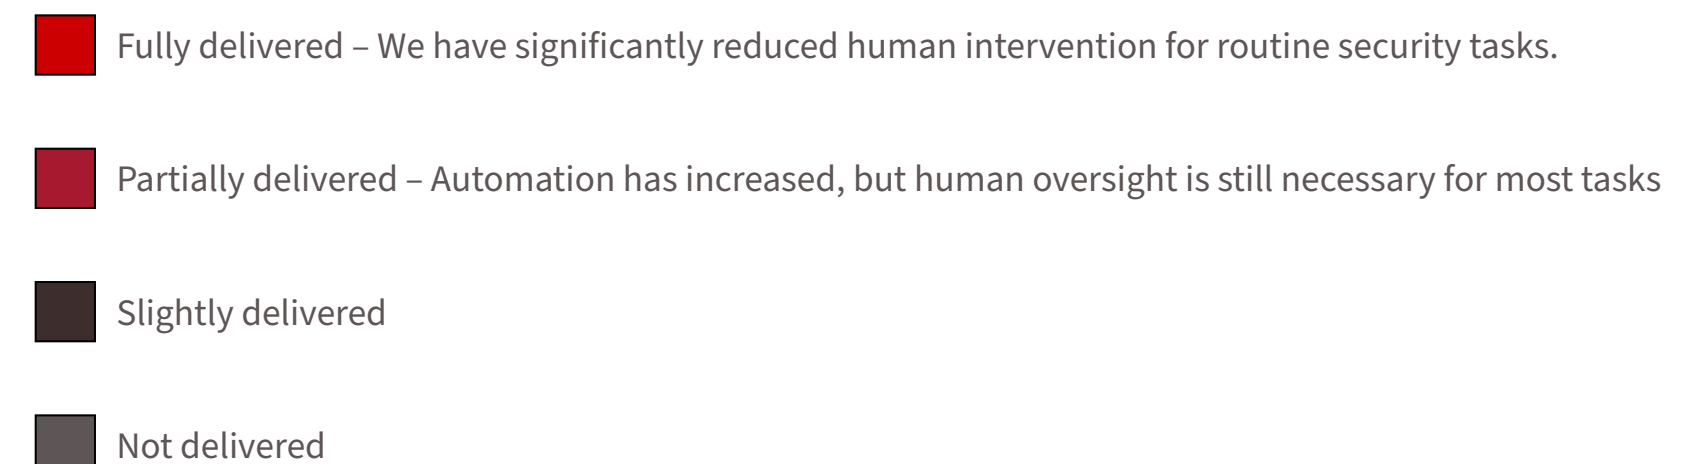 Fully delivered – We have significantly reduced human intervention for routine security tasks.
Partially delivered – Automation has increased, but human oversight is still necessary for most tasks
Slightly delivered
Not delivered